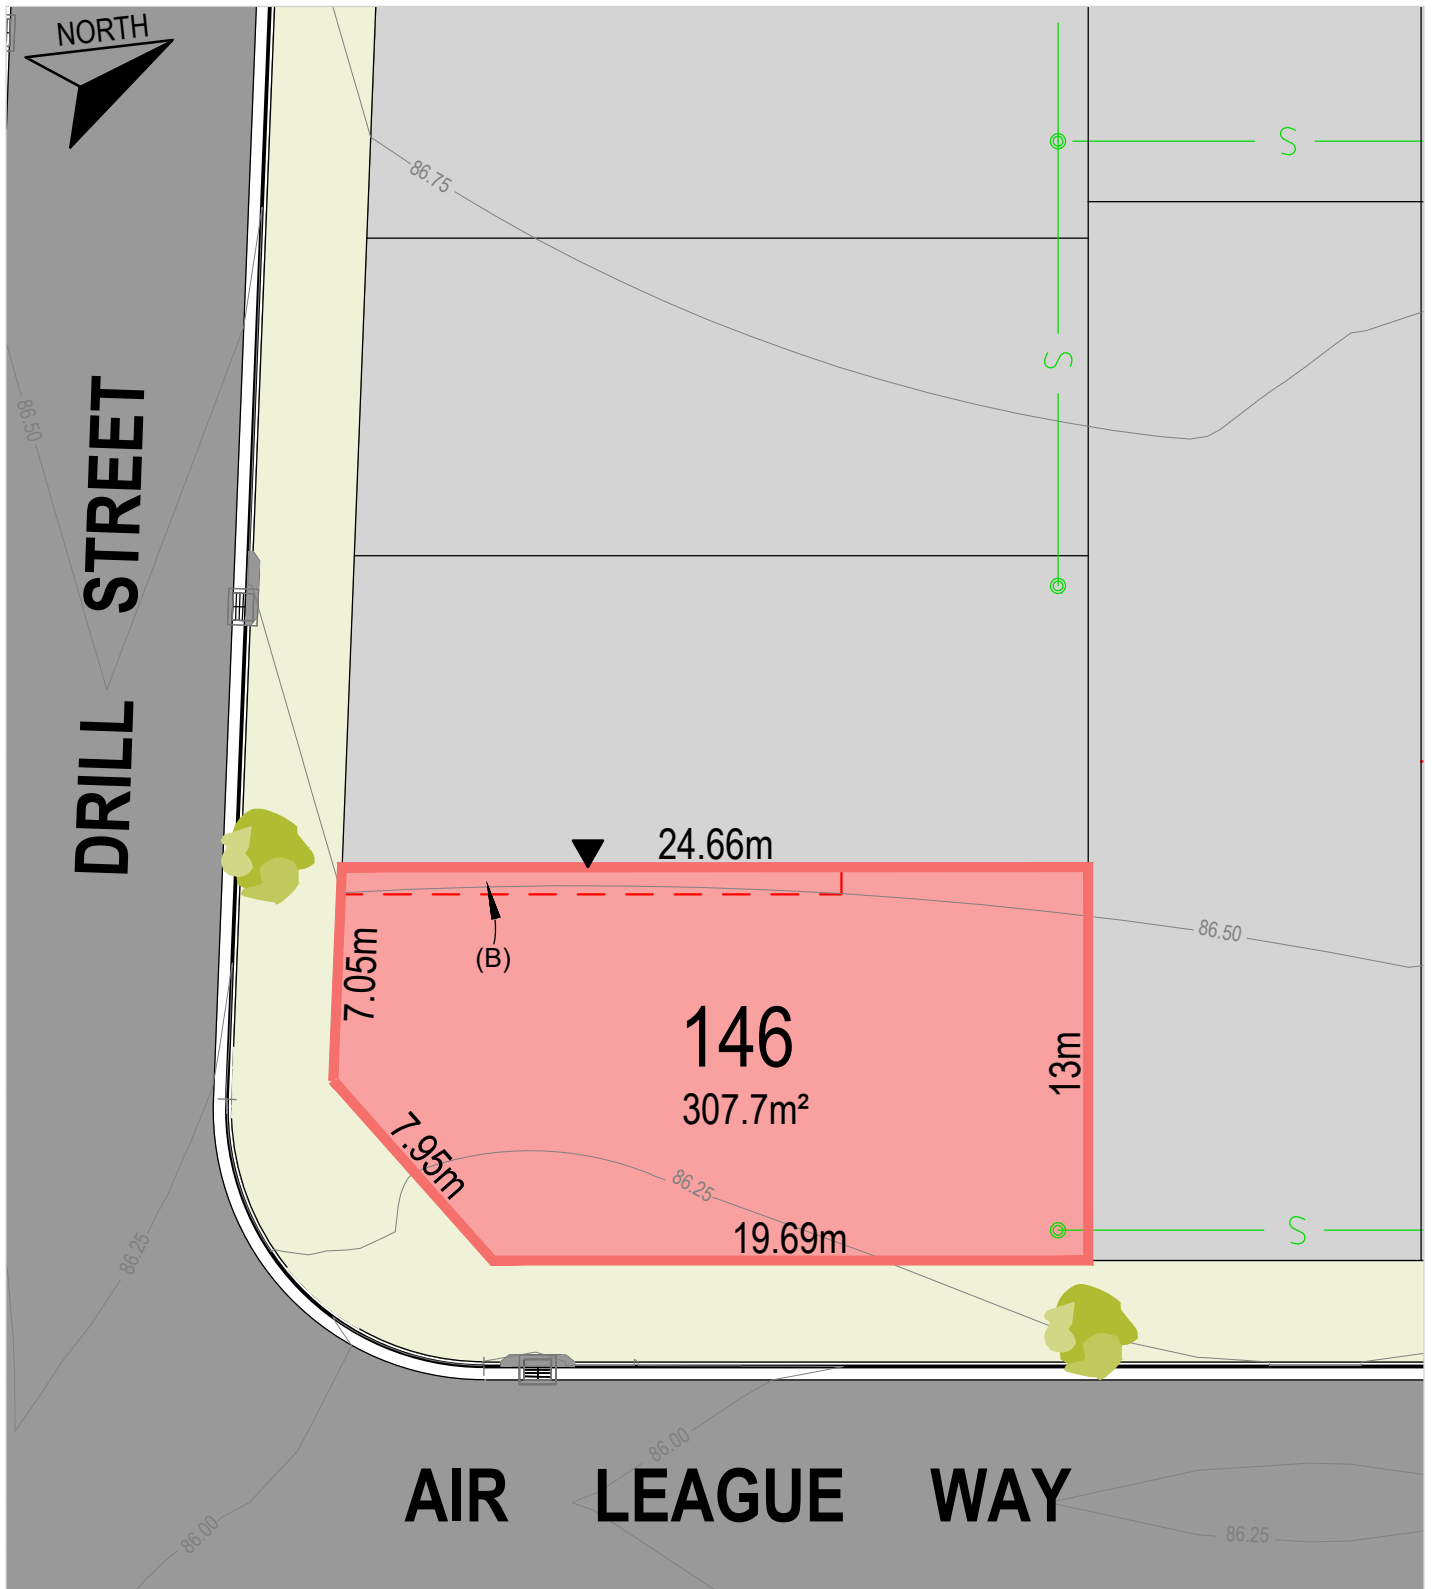 NORTH
S
86.75
S
86.50
DRILL STREET
24.66m
86.50
(B)
7.05m
146
13m
307.7m²
7.95m
86.25
19.69m
S
86.25
86.00
AIR LEAGUE WAY
86.00
86.25